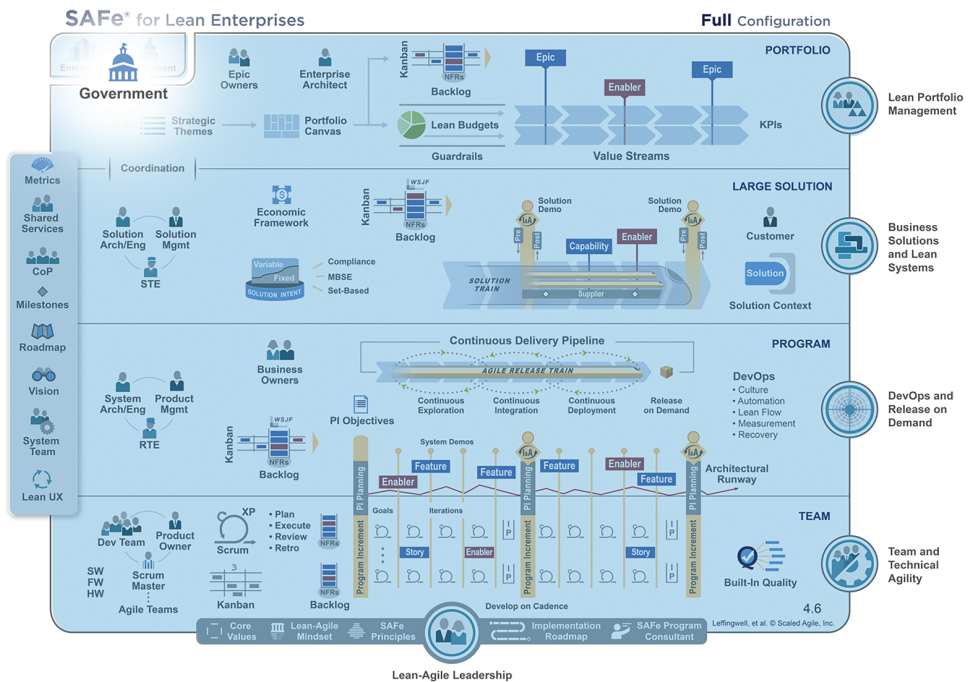 SAFe® for Lean Enterprises
Full Configuration
Government
Epic
Owners
Enterprise
Architect
Kanban
NFRs
Backlog
Epic
Enabler
Epic
PORTFOLIO
Strategic
Themes
Portfolio
Canvas
Lean Budgets
Guardrails
Value Streams
KPIs
Lean Portfolio
Management
Coordination
Metrics
Shared
Services
CoP
Milestones
Roadmap
Vision
System
Team
Lean UX
LARGE SOLUTION
Solution
Arch/Eng
Solution
Mgmt
STE
Economic
Framework
Variable
Fixed
SOLUTION INTENT
Compliance
MBSE
Set-Based
Kanban
WSJF
NFRs
Backlog
Solution
Demo
I&A
Pre
Post
Capability
Enabler
Solution
Demo
I&A
Pre
Post
SOLUTION
TRAIN
Supplier
Customer
Solution
Solution Context
Business
Solutions
and Lean
Systems
PROGRAM
System
Arch/Eng
Product
Mgmt
RTE
Business
Owners
Continuous Delivery Pipeline
AGILE RELEASE TRAIN
Continuous
Exploration
Continuous
Integration
Continuous
Deployment
Release
on Demand
DevOps
• Culture
• Automation
• Lean Flow
• Measurement
• Recovery
DevOps and
Release on
Demand
PI Objectives
Kanban
WSJF
NFRs
Backlog
System Demos
Enabler
Feature
Feature
I&A
Feature
Enabler
Feature
I&A
Architectural
Runway
PI Planning
PI Planning
PI Planning
TEAM
Dev Team
Product
Owner
Scrum
Master
Agile Teams
SW
FW
HW
XP
Scrum
• Plan
• Execute
• Review
• Retro
3
Kanban
NFRs
NFRs
Backlog
Goals
Iterations
Program Increment
Story
Enabler
I
P
I
P
Program Increment
Story
I
P
I
P
Program Increment
Develop on Cadence
Built-In Quality
Team and
Technical
Agility
4.6
Leffingwell, et al. © Scaled Agile, Inc.
Core
Values
Lean-Agile
Mindset
SAFe
Principles
Implementation
Roadmap
SAFe Program
Consultant
Lean-Agile Leadership